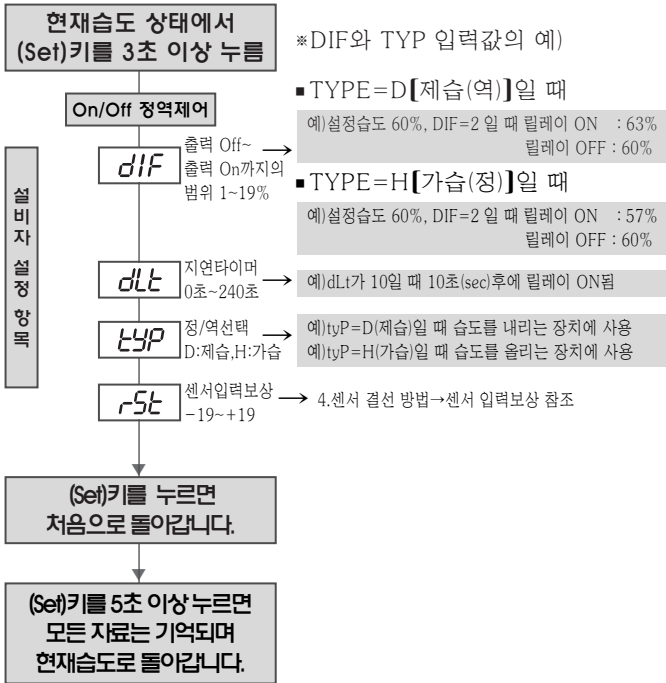 현재습도 상태에서
(Set)키를 3초 이상 누름
※DIF와 TYP 입력값의 예)
On/Off 정역제어
설비자 설정 항목
dIF
출력 Off~
출력 On까지의
범위 1~19%
■TYPE=D[제습(역)]일 때
예)설정습도 60%, DIF=2 일 때 릴레이 ON : 63%
릴레이 OFF : 60%
■TYPE=H[가습(정)]일 때
예)설정습도 60%, DIF=2 일 때 릴레이 ON : 57%
릴레이 OFF : 60%
dLt
지연타이머
0초~240초
예)dLt가 10일 때 10초(sec)후에 릴레이 ON됨
tyP
정/역선택
D:제습,H:가습
예)tyP=D(제습)일 때 습도를 내리는 장치에 사용
예)tyP=H(가습)일 때 습도를 올리는 장치에 사용
rSt
센서입력보상
-19~+19
4.센서 결선 방법→센서 입력보상 참조
(Set)키를 누르면
처음으로 돌아갑니다.
(Set)키를 5초 이상 누르면
모든 자료는 기억되며
현재습도로 돌아갑니다.